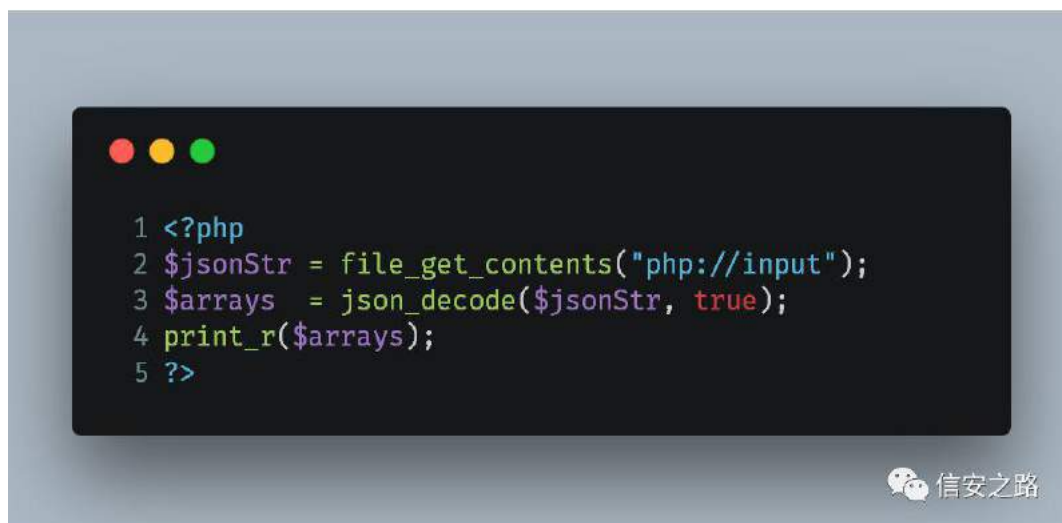 1 <?php
2 $jsonStr = file_get_contents("php://input");
3 $arrays  = json_decode($jsonStr, true);
4 print_r($arrays);
5 ?>
信安之路